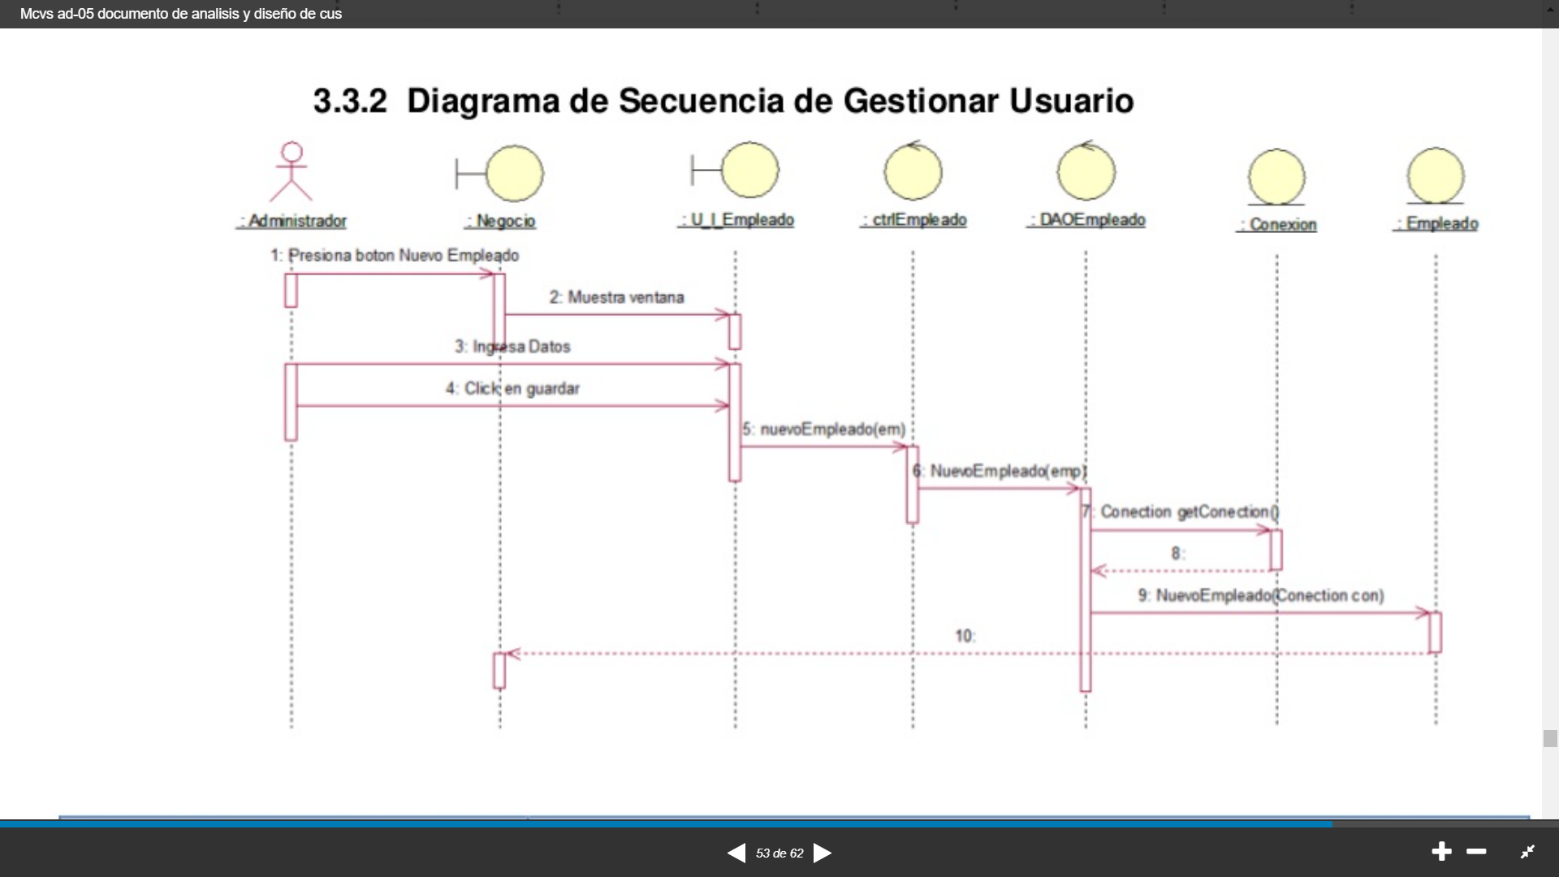 Mcvs ad-05 documento de analisis y diseño de cus
3.3.2 Diagrama de Secuencia de Gestionar Usuario
: Administrador
: Negocio
: U_I_Empleado
: ctrlEmpleado
: DAOEmpleado
: Conexion
: Empleado
1: Presiona boton Nuevo Empleado
2: Muestra ventana
3: Ingresa Datos
4: Click en guardar
5: nuevoEmpleado(em)
6: NuevoEmpleado(emp)
7: Conection getConection()
8:
9: NuevoEmpleado(Conection con)
10:
53 de 62